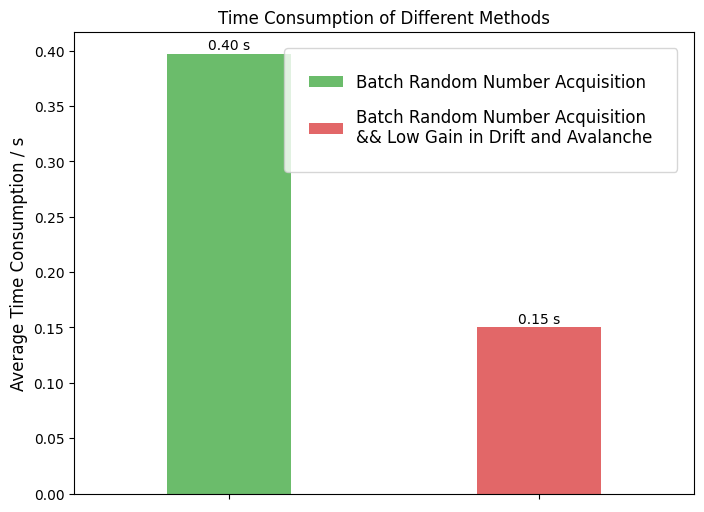 Time Consumption of Different Methods
Average Time Consumption / s
0.40
0.35
0.30
0.25
0.20
0.15
0.10
0.05
0.00
0.40 s
0.15 s
Batch Random Number Acquisition
Batch Random Number Acquisition
&& Low Gain in Drift and Avalanche